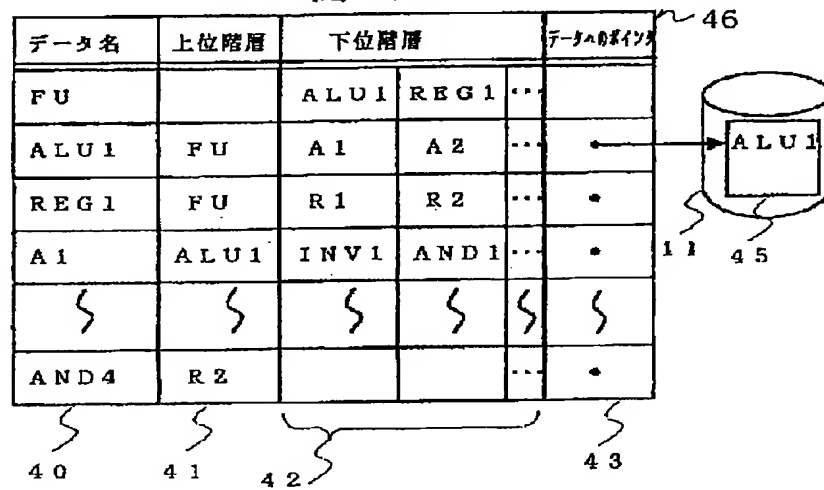 データ名 上位階層 下位階層 データへのポインタ 46
FU ALU1 REG1 ...
ALU1 FU A1 A2 ... ALU1
REG1 FU R1 R2 ...
A1 ALU1 INV1 AND1 ... 11 45
AND4 R2 ...
40 41 42 43